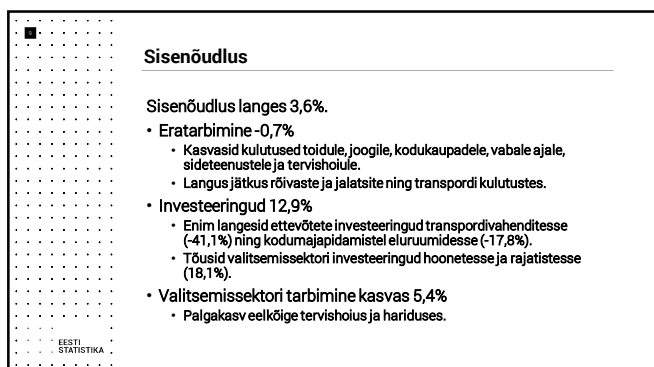 9
Sisenõudlus
Sisenõudlus langes 3,6%.
• Eratarbimine -0,7%
• Kasvasid kulutused toidule, joogile, kodukaupadele, vabale ajale,
sideteenustele ja tervishoiule.
• Langus jätkus rõivaste ja jalatsite ning transpordi kulutustes.
• Investeeringud 12,9%
• Enim langesid ettevõtete investeeringud transpordivahenditesse
(-41,1%) ning kodumajapidamistel eluruumidesse (-17,8%).
• Tõusid valitsemissektori investeeringud hoonetesse ja rajatistesse
(18,1%).
• Valitsemissektori tarbimine kasvas 5,4%
• Palgakasv eelkõige tervishoius ja hariduses.
EESTI
STATISTIKA